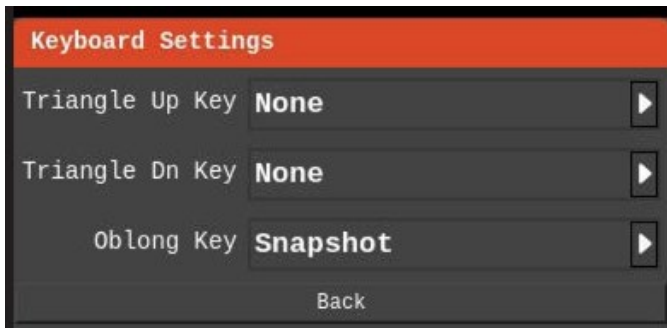 Keyboard Settings
Triangle Up Key None
Triangle Dn Key None
Oblong Key Snapshot
Back